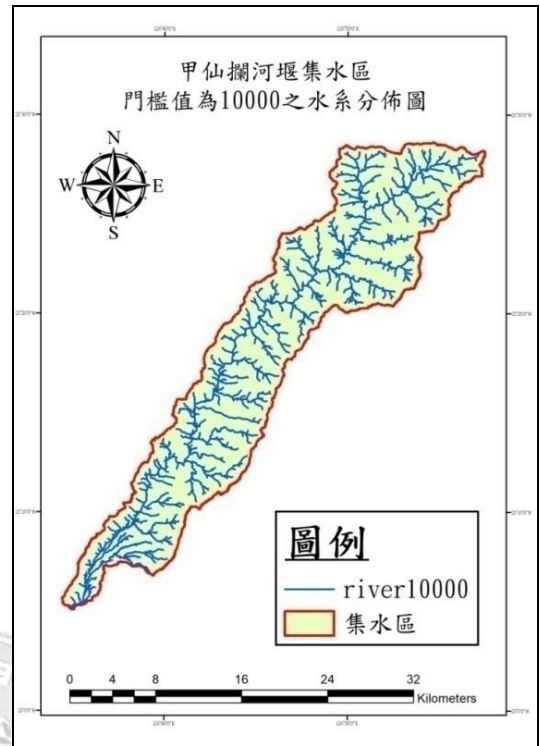 甲仙攔河堰集水區
門檻值為10000之水系分佈圖
N
W
E
S
圖例
river10000
集水區
0 4 8 16 24 32
Kilometers